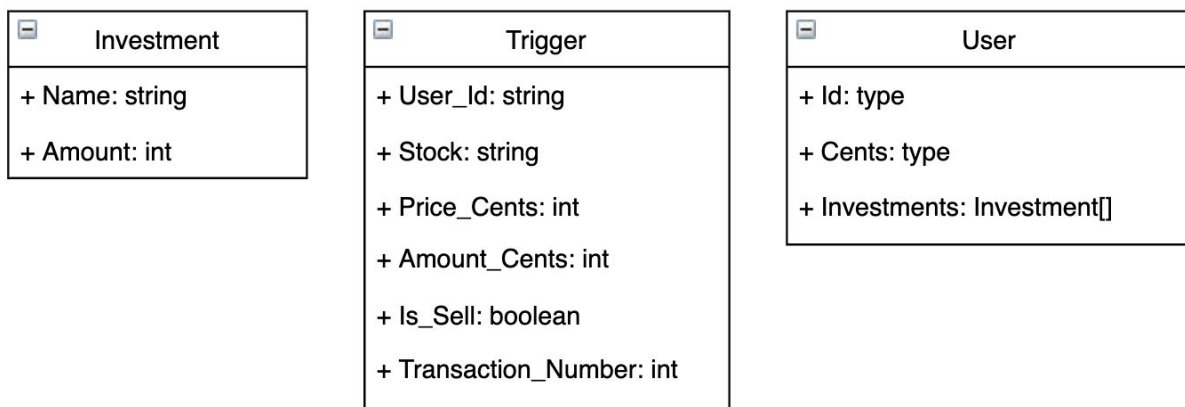 Investment
+ Name: string
+ Amount: int
Trigger
+ User_Id: string
+ Stock: string
+ Price_Cents: int
+ Amount_Cents: int
+ Is_Sell: boolean
+ Transaction_Number: int
User
+ Id: type
+ Cents: type
+ Investments: Investment[]